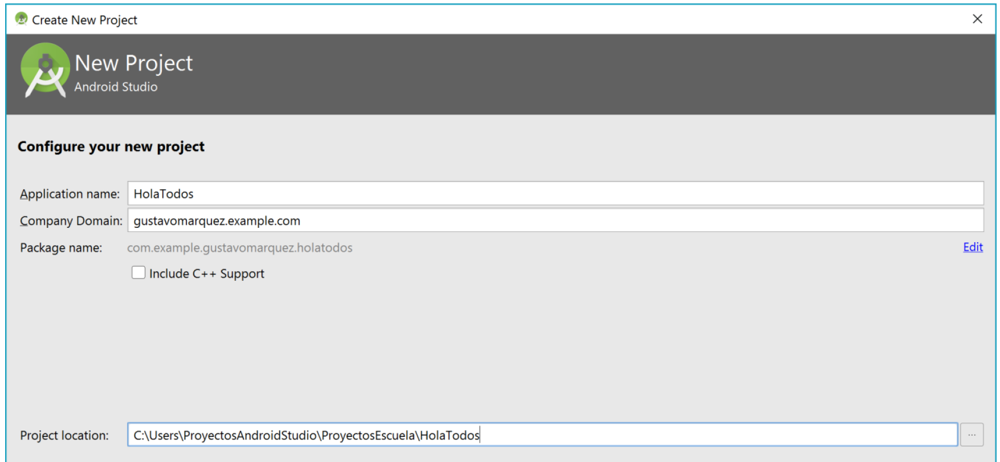 Create New Project
New Project
Android Studio
Configure your new project
Application name: HolaTodos
Company Domain: gustavomarquez.example.com
Package name: com.example.gustavomarquez.holatodos Edit
Include C++ Support
Project location: C:\Users\ProyectosAndroidStudio\ProyectosEscuela\HolaTodos ...